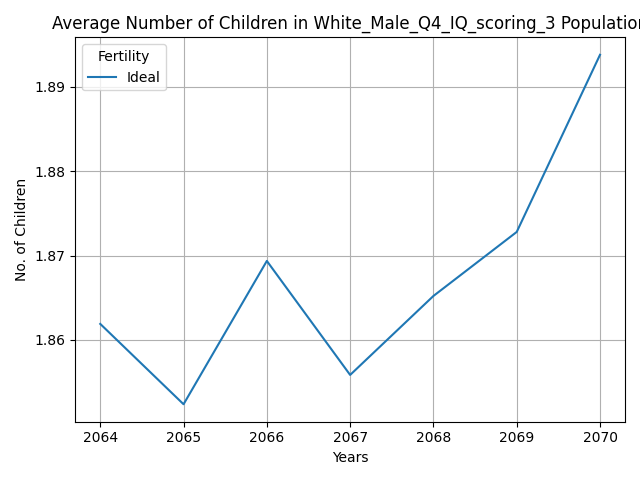 Average Number of Children in White_Male_Q4_IQ_scoring_3 Population
Fertility
Ideal
1.89
1.88
1.87
1.86
No. of Children
2064 2065 2066 2067 2068 2069 2070
Years